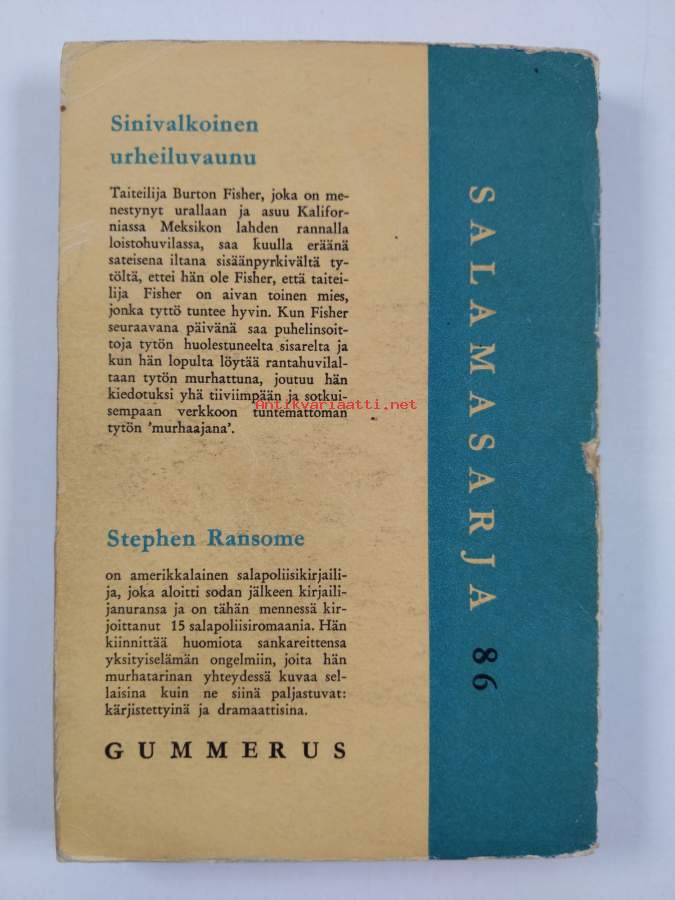 Sinivalkoinen
urheiluvaunu
Taiteilija Burton Fisher, joka on me-
nestynyt urallaan ja asuu Kalifor-
niassa Meksikon lahden rannalla
loistohuvilassa, saa kuulla eräänä
sateisena iltana sisäänpyrkivältä ty-
töltä, ettei hän ole Fisher, että taitei-
lija Fisher on aivan toinen mies,
jonka tyttö tuntee hyvin. Kun Fisher
seuraavana päivänä saa puhelinsoit-
toja tytön huolestuneelta sisarelta ja
kun hän lopulta löytää rantahuvilal-
taan tytön murhattuna, joutuu hän
kiedotuksi yhä tiiviimpään ja sotkui-
sempaan verkkoon tuntemattoman
tytön 'murhaajana'.
Antikvariaatti.net
Stephen Ransome
on amerikkalainen salapoliisikirjaili-
ja, joka aloitti sodan jälkeen kirjaili-
januransa ja on tähän mennessä kir-
joittanut 15 salapoliisiromaania. Hän
kiinnittää huomiota sankareittensa
yksityiselämän ongelmiin, joita hän
murhatarinan yhteydessä kuvaa sel-
laisina kuin ne siinä paljastuvat:
kärjistettyinä ja dramaattisina.
GUMMERUS
SALAMASARJA 86